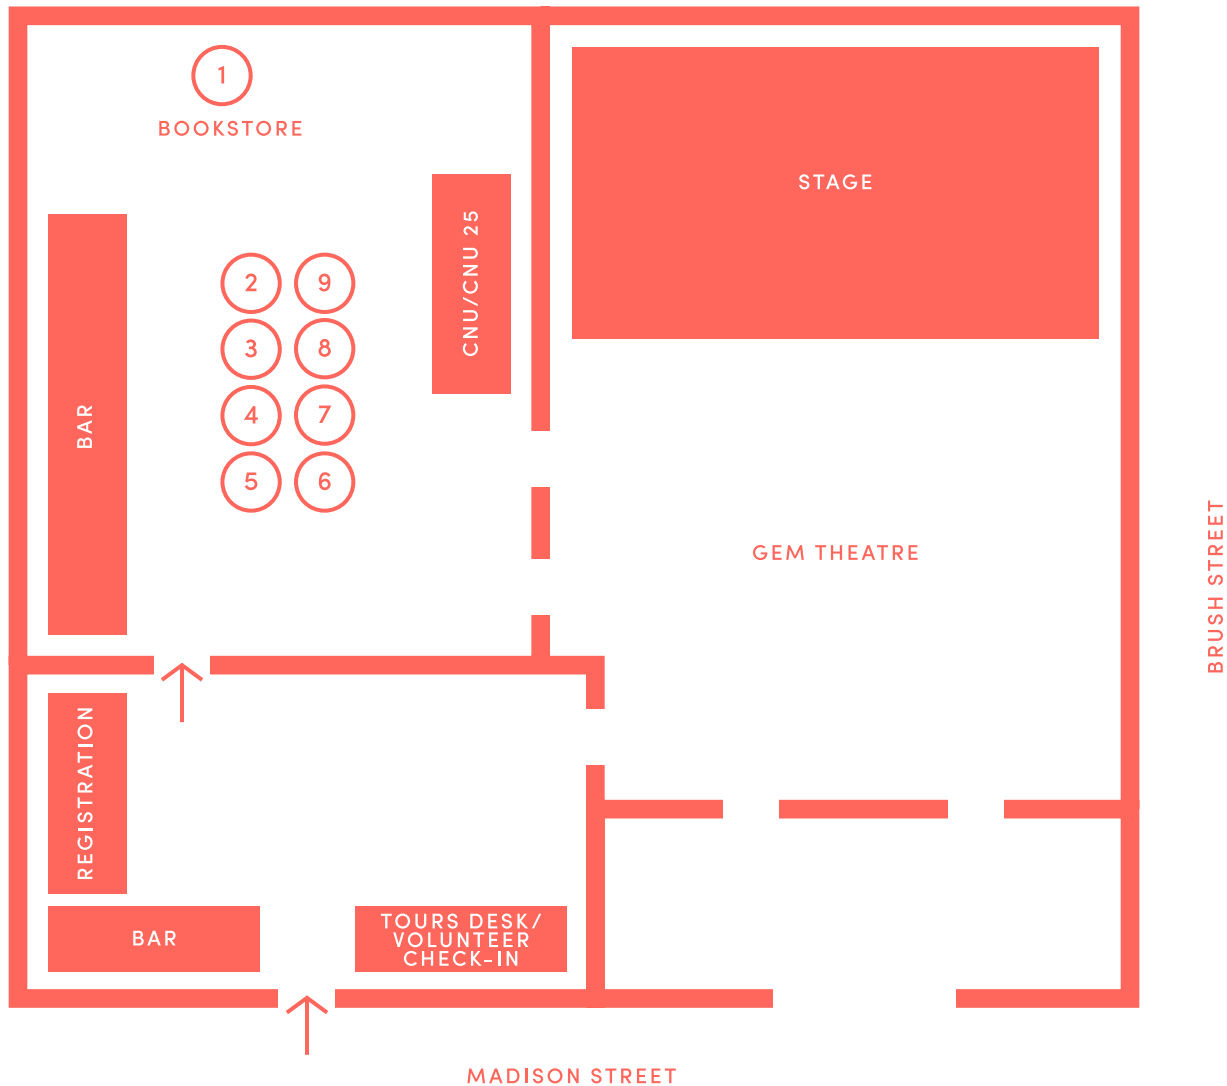 1
BOOKSTORE
STAGE
CNU/CNU 25
BAR
2 9
3 8
4 7
5 6
GEM THEATRE
BRUSH STREET
REGISTRATION
BAR
TOURS DESK/
VOLUNTEER
CHECK-IN
MADISON STREET